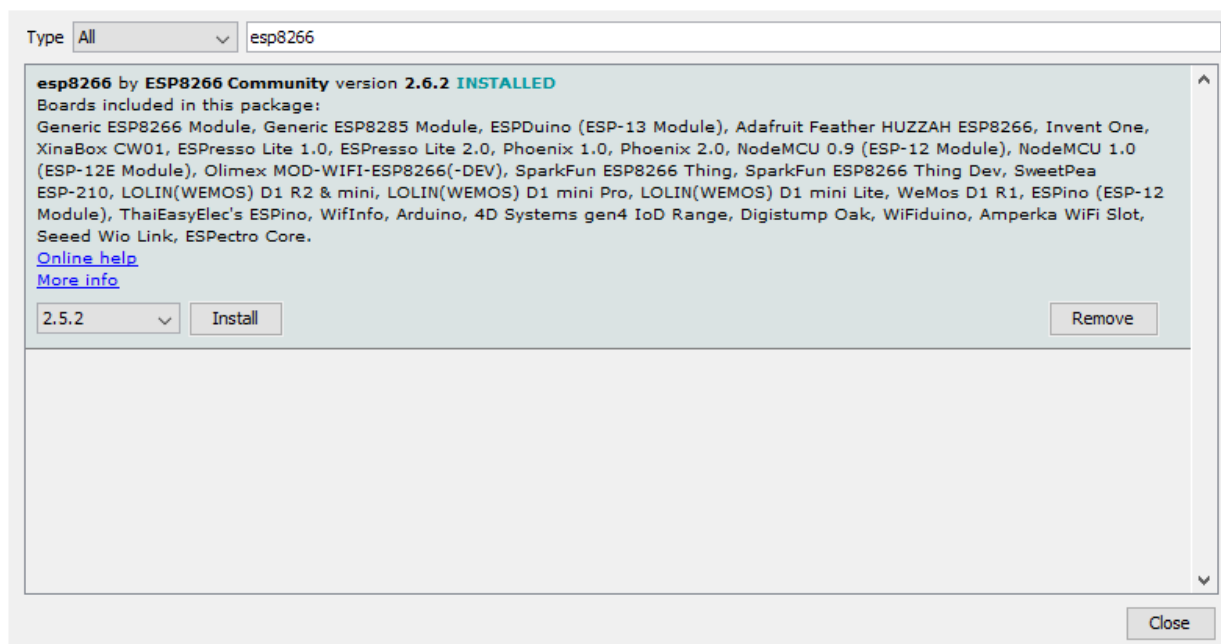 Type All esp8266
esp8266 by ESP8266 Community version 2.6.2 INSTALLED
Boards included in this package:
Generic ESP8266 Module, Generic ESP8285 Module, ESPDuino (ESP-13 Module), Adafruit Feather HUZZAH ESP8266, Invent One,
XinaBox CW01, ESPresso Lite 1.0, ESPresso Lite 2.0, Phoenix 1.0, Phoenix 2.0, NodeMCU 0.9 (ESP-12 Module), NodeMCU 1.0
(ESP-12E Module), Olimex MOD-WIFI-ESP8266(-DEV), SparkFun ESP8266 Thing, SparkFun ESP8266 Thing Dev, SweetPea
ESP-210, LOLIN(WEMOS) D1 R2 & mini, LOLIN(WEMOS) D1 mini Pro, LOLIN(WEMOS) D1 mini Lite, WeMos D1 R1, ESPino (ESP-12
Module), ThaiEasyElec's ESPino, WifInfo, Arduino, 4D Systems gen4 IoD Range, Digistump Oak, WiFiduino, Amperka WiFi Slot,
Seeed Wio Link, ESPectro Core.
Online help
More info
2.5.2 Install Remove
Close